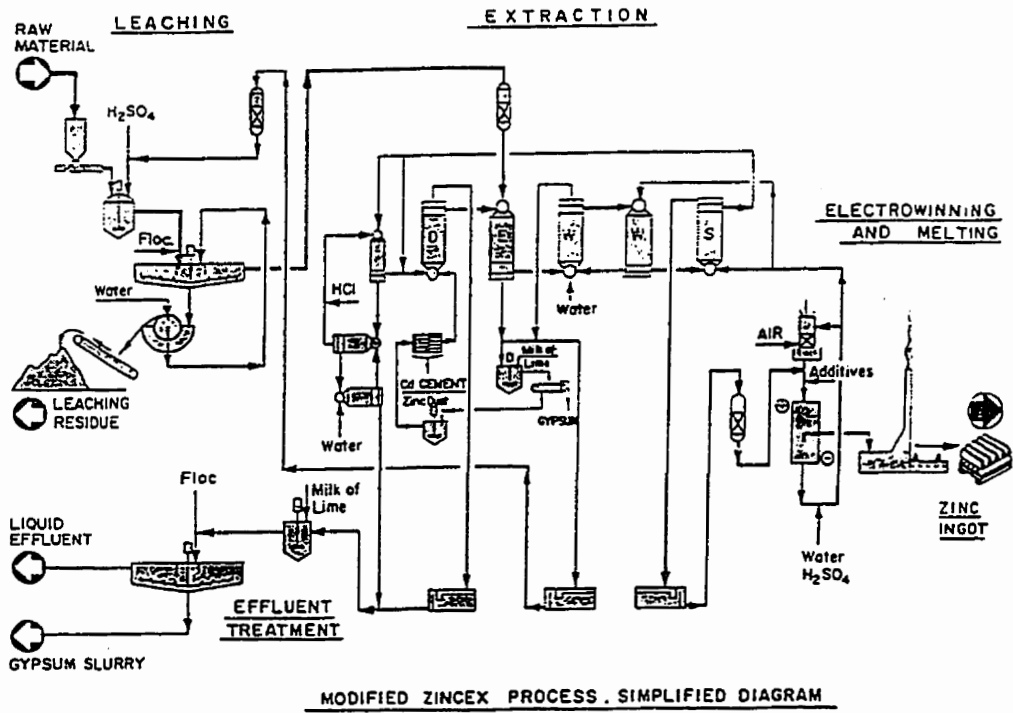 LEACHING
EXTRACTION
RAW
MATERIAL
H2SO4
Floc.
Water
LEACHING
RESIDUE
HCl
Water
D
E
W
S
Water
Cd CEMENT
Zinc Dust
D
Milk of
Lime
GYPSUM
ELECTROWINNING
AND MELTING
AIR
Additives
+
−
Water
H2SO4
ZINC
INGOT
Floc
Milk of
Lime
LIQUID
EFFLUENT
EFFLUENT
TREATMENT
GYPSUM SLURRY
MODIFIED ZINCEX PROCESS. SIMPLIFIED DIAGRAM